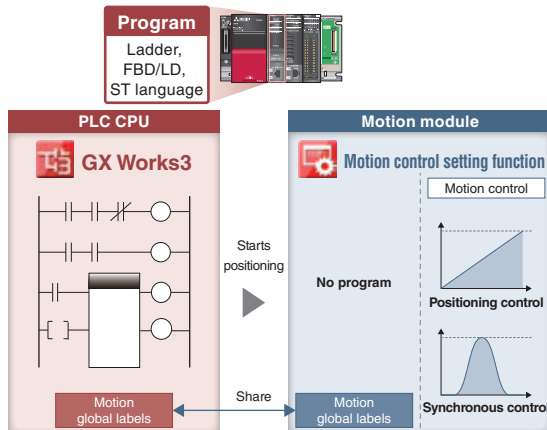 Program
Ladder,
FBD/LD,
ST language
PLC CPU
GX Works3
Starts
positioning
Motion module
Motion control setting function
Motion control
No program
Positioning control
Synchronous control
Motion
global labels
Share
Motion
global labels